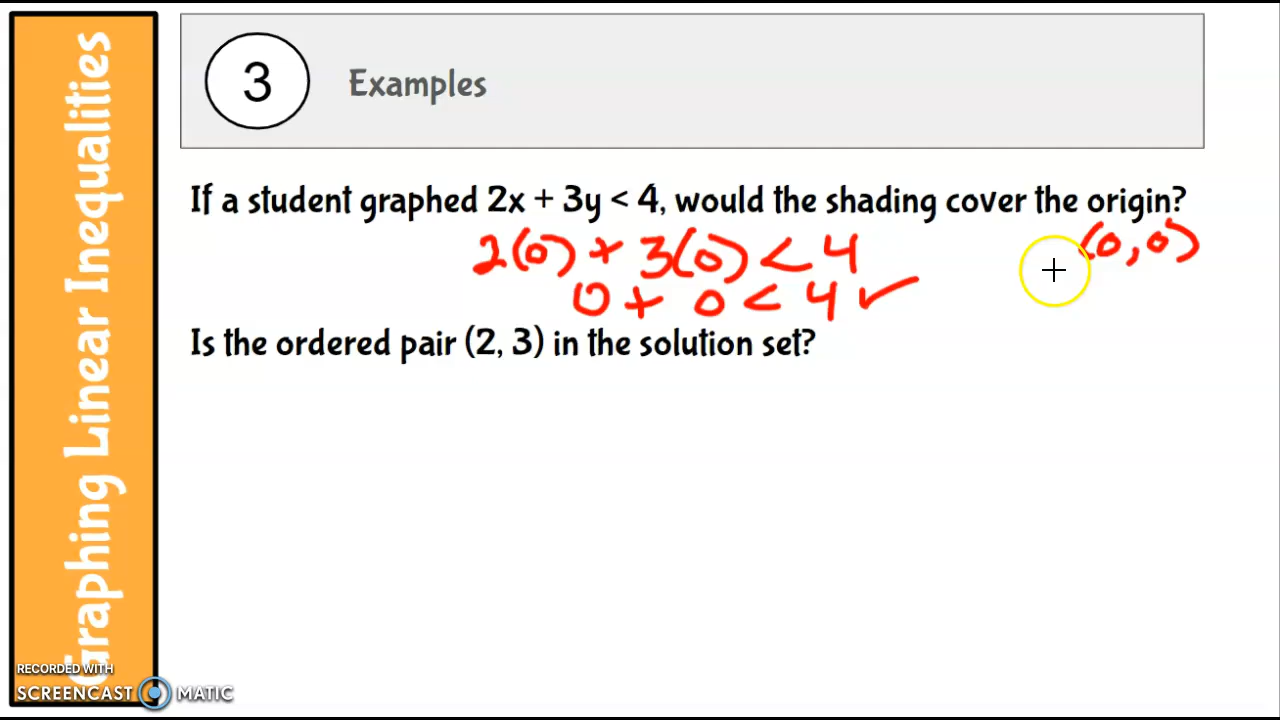 Graphing Linear Inequalities
3
Examples
If a student graphed 2x + 3y < 4, would the shading cover the origin?
(0,0)
2(0) + 3(0) < 4
0 + 0 < 4 ✓
Is the ordered pair (2, 3) in the solution set?
RECORDED WITH
SCREENCAST MATIC